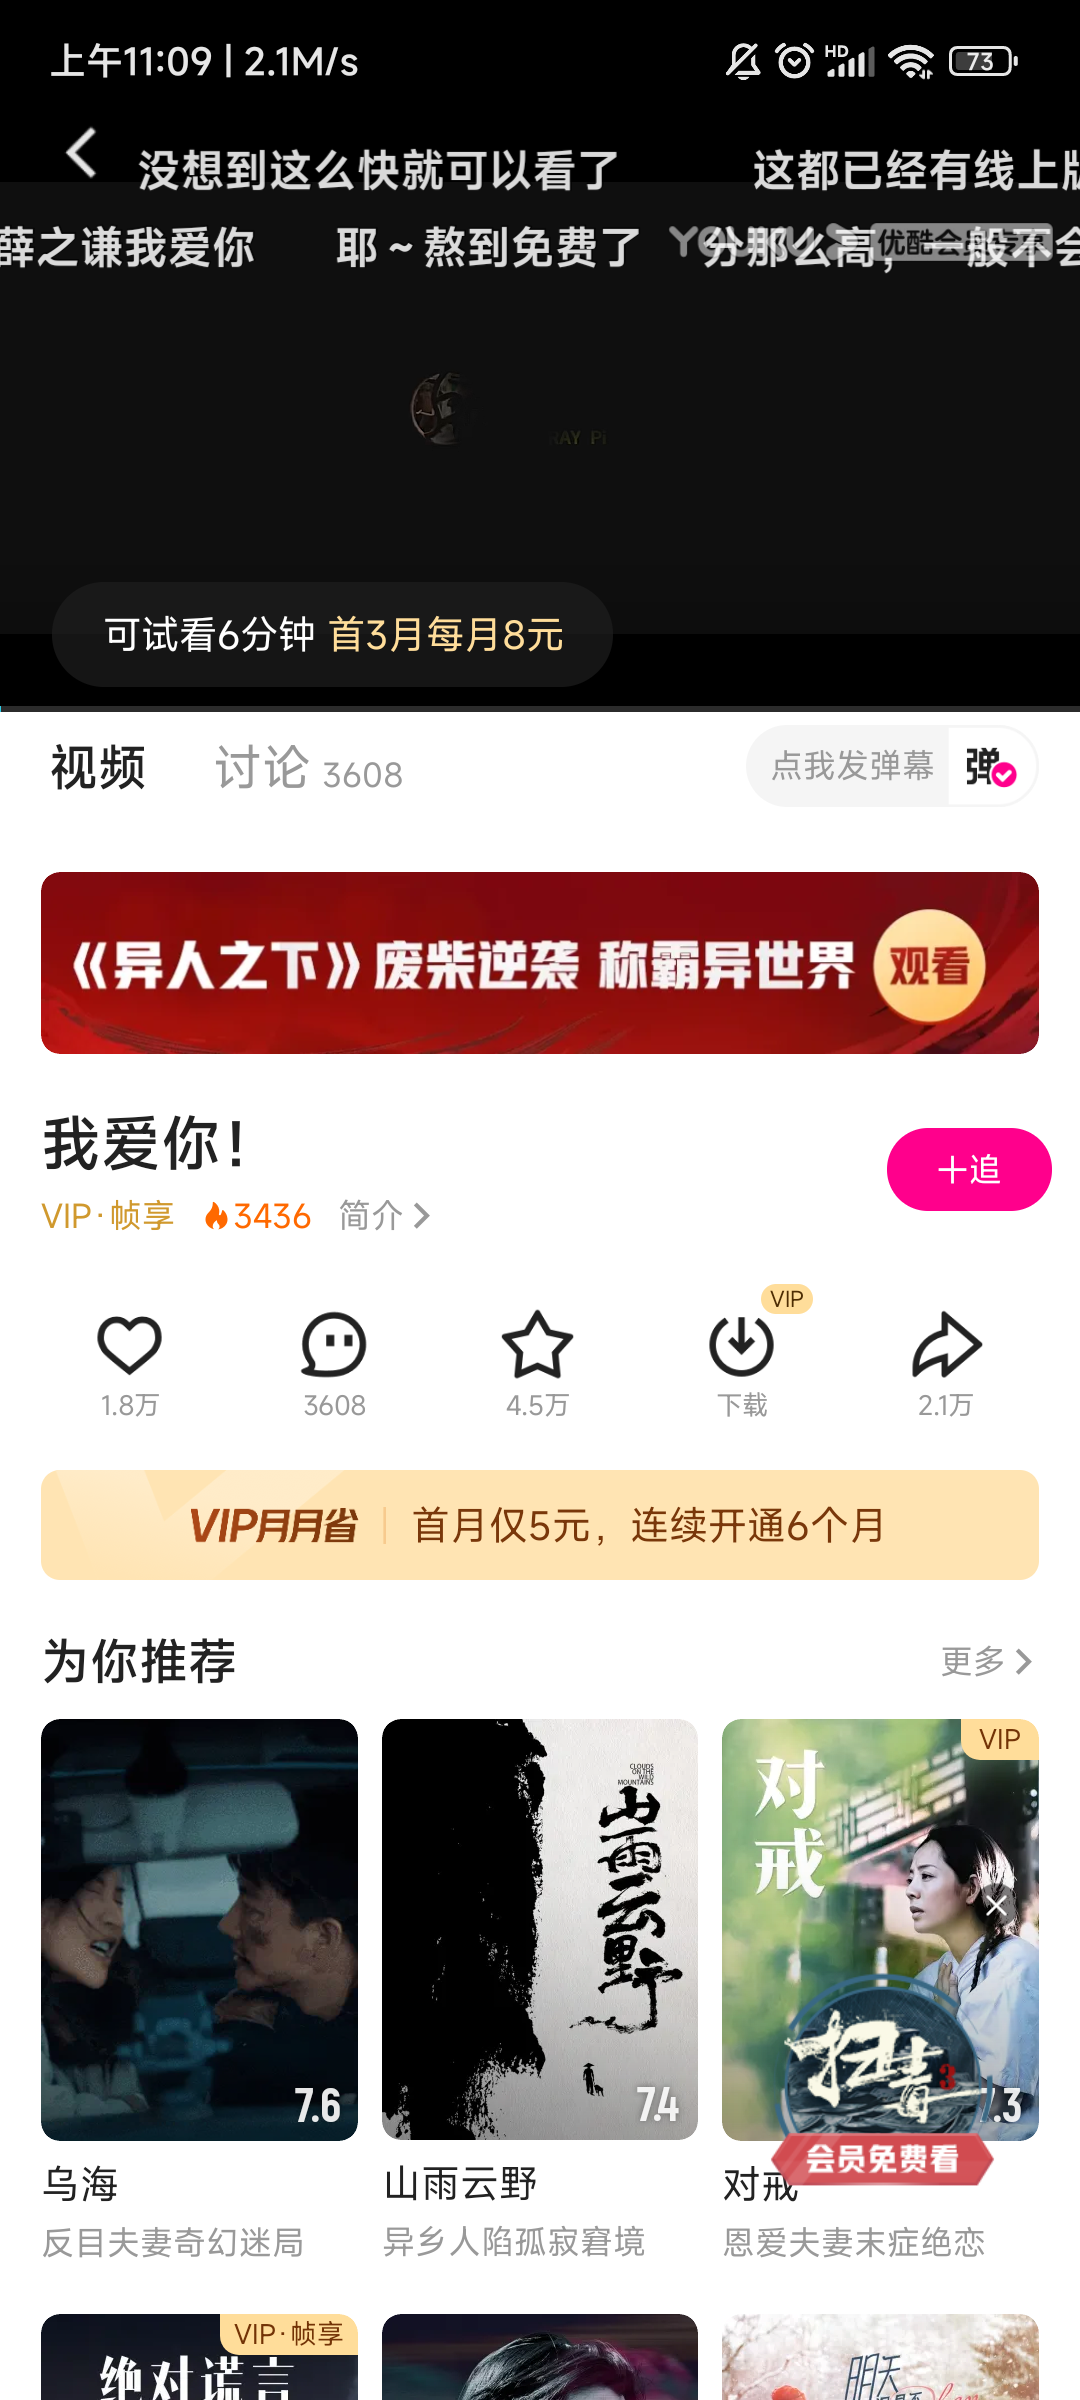 上午11:09 | 2.1M/s
HD
73
没想到这么快就可以看了
这都已经有线上版
薛之谦我爱你
耶～熬到免费了
分那么高，一般不会
YOUKU
优酷会员专享
RAY PI
可试看6分钟 首3月每月8元
视频
讨论 3608
点我发弹幕
弹
《异人之下》废柴逆袭 称霸异世界
观看
我爱你！
十追
VIP·帧享
3436
简介
VIP
1.8万
3608
4.5万
下载
2.1万
VIP月月省
首月仅5元，连续开通6个月
为你推荐
更多
7.6
CLOUDS
ON THE
WILD
MOUNTAINS
山雨云野
7.4
VIP
对戒
扫毒3
7.3
会员免费看
乌海
反目夫妻奇幻迷局
山雨云野
异乡人陷孤寂窘境
对戒
恩爱夫妻末症绝恋
VIP·帧享
绝对谎言
明天